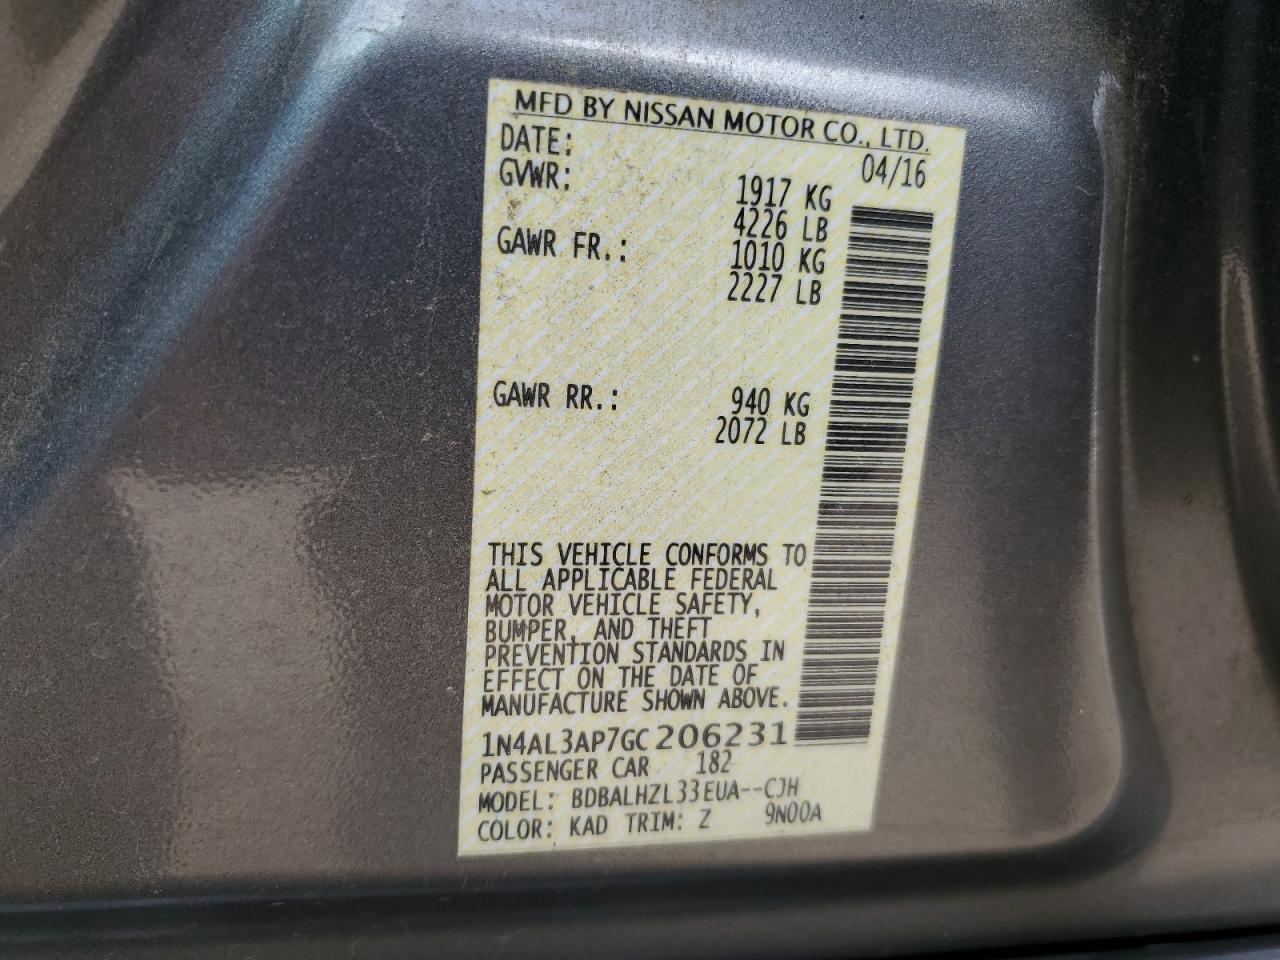 MFD BY NISSAN MOTOR CO., LTD.
DATE: 04/16
GVWR: 1917 KG
4226 LB
GAWR FR.: 1010 KG
2227 LB
GAWR RR.: 940 KG
2072 LB
THIS VEHICLE CONFORMS TO
ALL APPLICABLE FEDERAL
MOTOR VEHICLE SAFETY,
BUMPER, AND THEFT
PREVENTION STANDARDS IN
EFFECT ON THE DATE OF
MANUFACTURE SHOWN ABOVE.
1N4AL3AP7GC206231
PASSENGER CAR 182
MODEL: BDBALHZL33EUA--CJH
COLOR: KAD TRIM: Z 9N00A